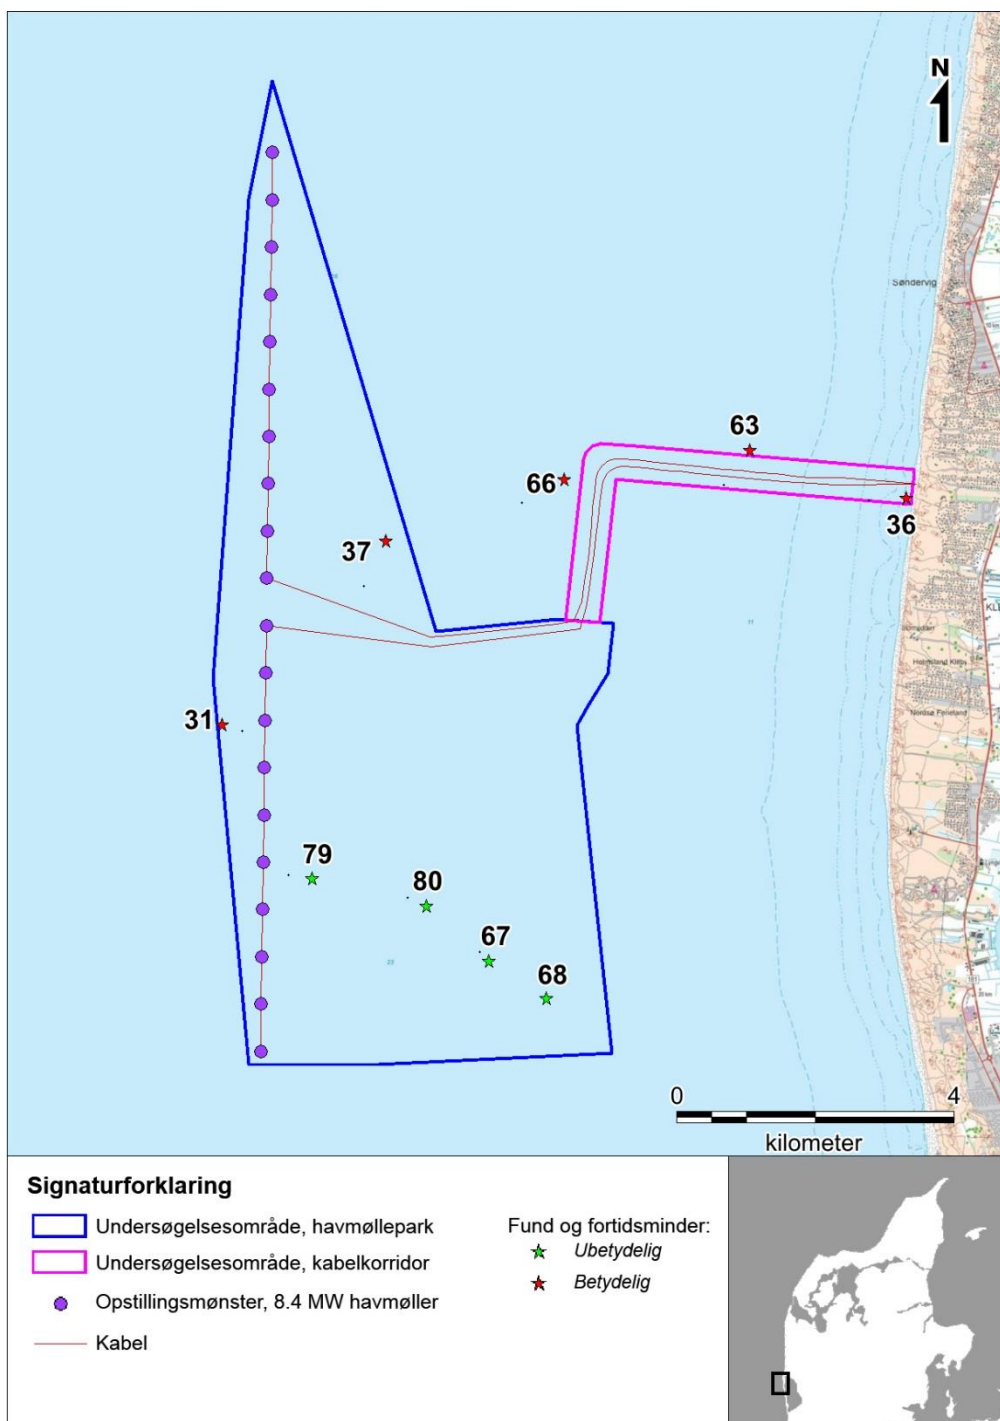 N
Søndervig
63
66
36
37
31
79
80
67
68
0 4
kilometer
Signaturforklaring
Undersøgelsesområde, havmøllepark
Undersøgelsesområde, kabelkorridor
Opstillingsmønster, 8.4 MW havmøller
Kabel
Fund og fortidsminder:
Ubetydelig
Betydelig